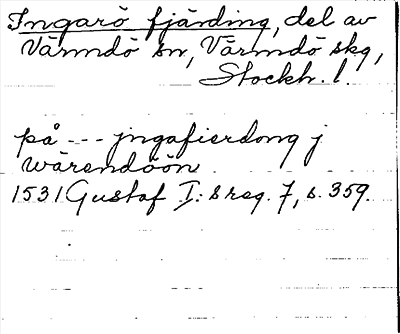 Ingarö fjärding, del av
Värmdö sn, Värmdö skg,
Stockh. l.
på --- jngafierdong j
wärendöön
1531 Gustaf I: s reg. 7, s. 359.